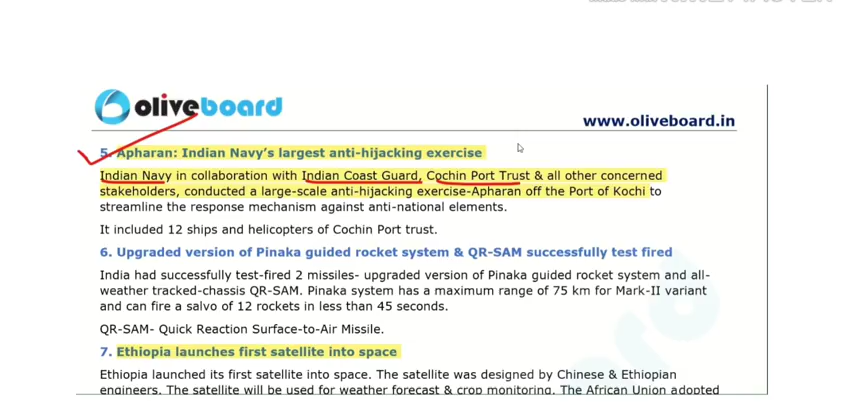 oliveboard
www.oliveboard.in
5. Apharan: Indian Navy's largest anti-hijacking exercise
Indian Navy in collaboration with Indian Coast Guard, Cochin Port Trust & all other concerned
stakeholders, conducted a large-scale anti-hijacking exercise-Apharan off the Port of Kochi to
streamline the response mechanism against anti-national elements.
It included 12 ships and helicopters of Cochin Port trust.
6. Upgraded version of Pinaka guided rocket system & QR-SAM successfully test fired
India had successfully test-fired 2 missiles- upgraded version of Pinaka guided rocket system and all-
weather tracked-chassis QR-SAM. Pinaka system has a maximum range of 75 km for Mark-II variant
and can fire a salvo of 12 rockets in less than 45 seconds.
QR-SAM- Quick Reaction Surface-to-Air Missile.
7. Ethiopia launches first satellite into space
Ethiopia launched its first satellite into space. The satellite was designed by Chinese & Ethiopian
engineers. The satellite will be used for weather forecast & crop monitoring. The African Union adopted